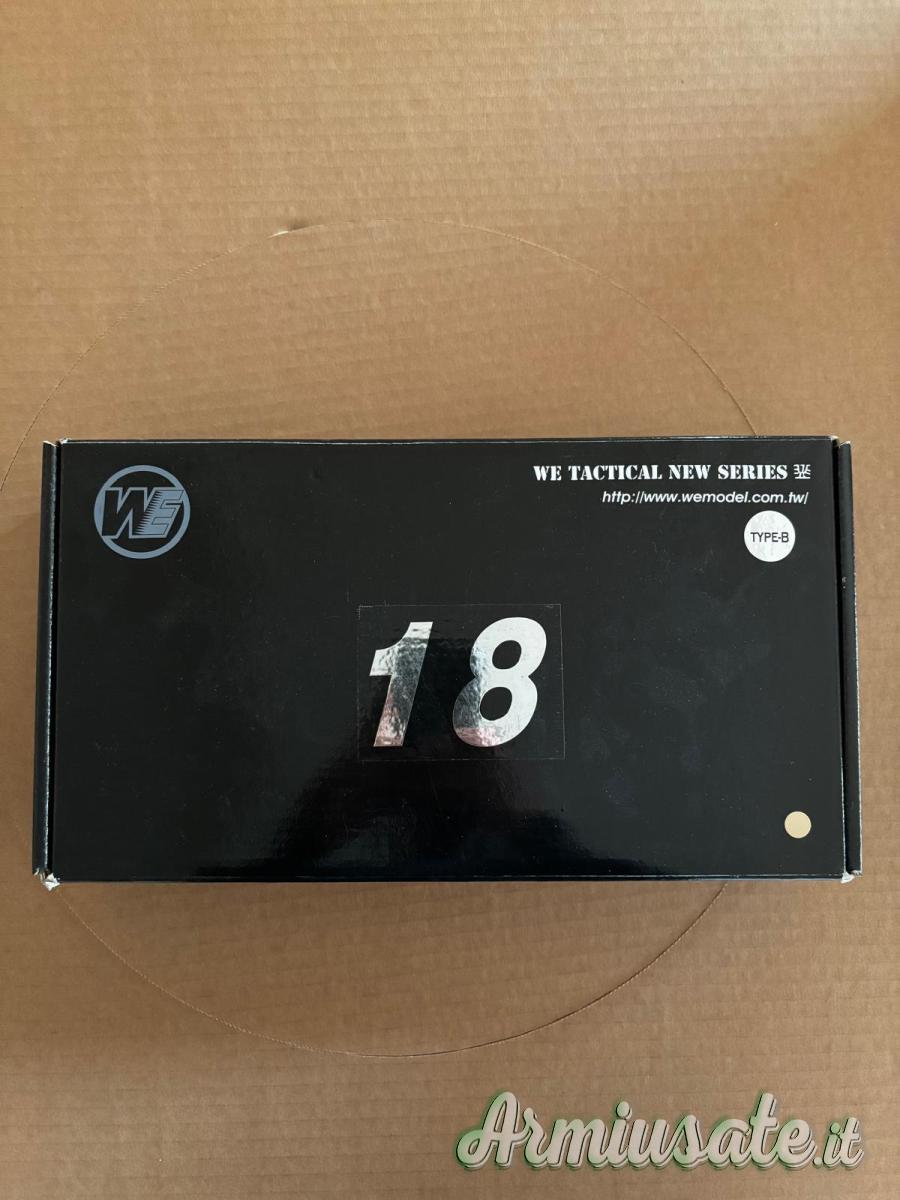 WE
WE TACTICAL NEW SERIES
http://www.wemodel.com.tw/
TYPE-B
18
Armiusate.it